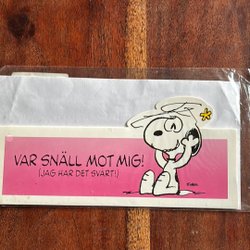 VAR SNÄLL MOT MIG!
(JAG HAR DET SVÅRT!)